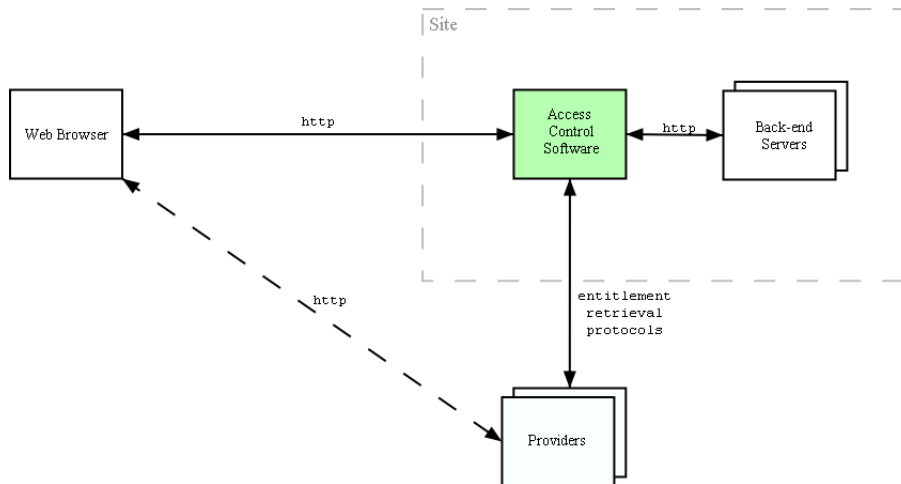 Site
Web Browser
http
Access
Control
Software
http
Back-end
Servers
http
entitlement
retrieval
protocols
Providers